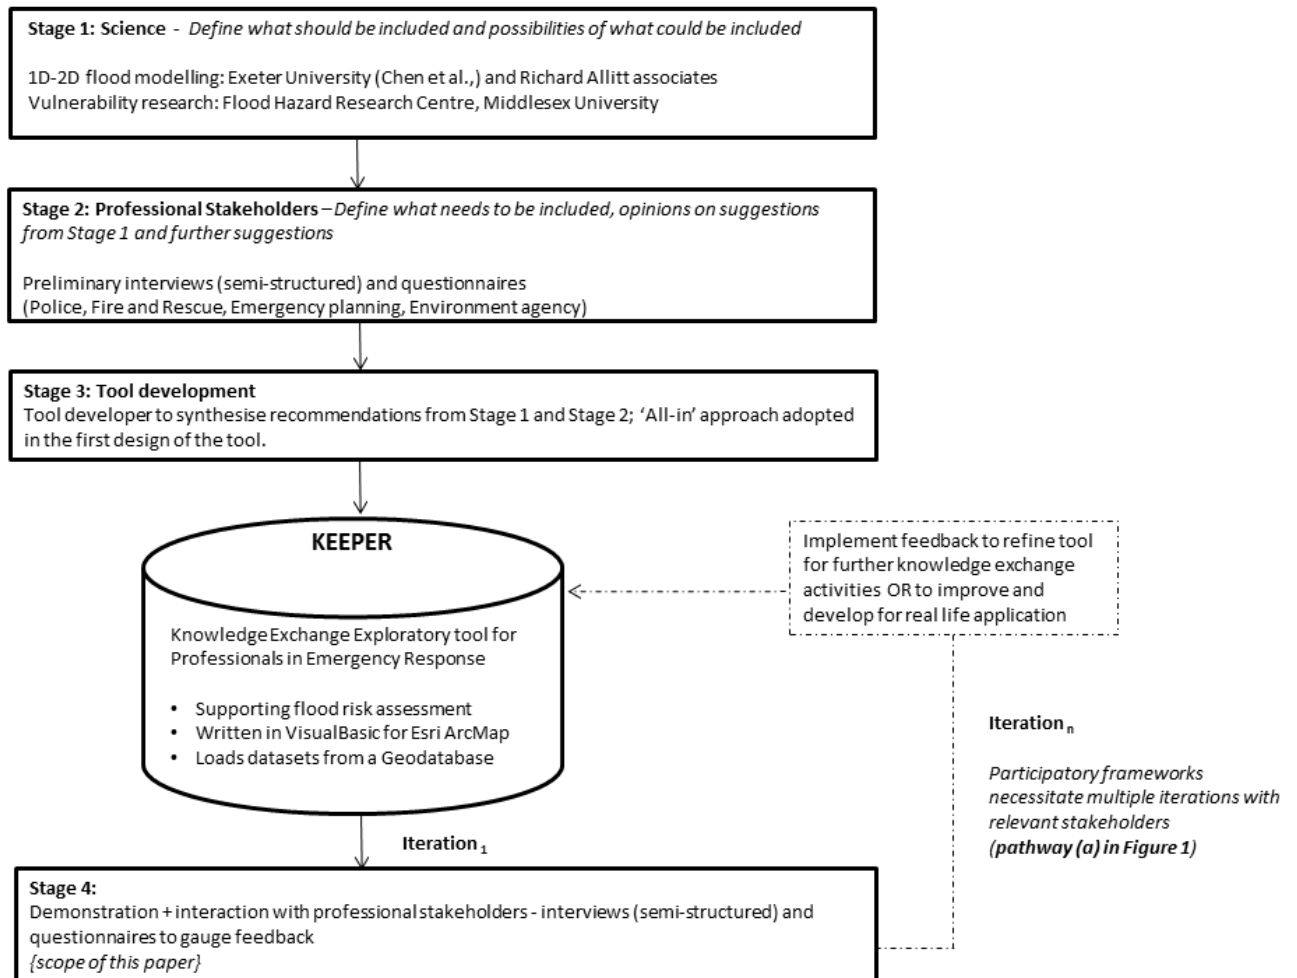 Stage 1: Science - Define what should be included and possibilities of what could be included
1D-2D flood modelling: Exeter University (Chen et al.,) and Richard Allitt associates
Vulnerability research: Flood Hazard Research Centre, Middlesex University
Stage 2: Professional Stakeholders – Define what needs to be included, opinions on suggestions
from Stage 1 and further suggestions
Preliminary interviews (semi-structured) and questionnaires
(Police, Fire and Rescue, Emergency planning, Environment agency)
Stage 3: Tool development
Tool developer to synthesise recommendations from Stage 1 and Stage 2; ‘All-in’ approach adopted
in the first design of the tool.
KEEPER
Knowledge Exchange Exploratory tool for
Professionals in Emergency Response
• Supporting flood risk assessment
• Written in VisualBasic for Esri ArcMap
• Loads datasets from a Geodatabase
Implement feedback to refine tool
for further knowledge exchange
activities OR to improve and
develop for real life application
Iteration n
Participatory frameworks
necessitate multiple iterations with
relevant stakeholders
(pathway (a) in Figure 1)
Iteration 1
Stage 4:
Demonstration + interaction with professional stakeholders - interviews (semi-structured) and
questionnaires to gauge feedback
{scope of this paper}